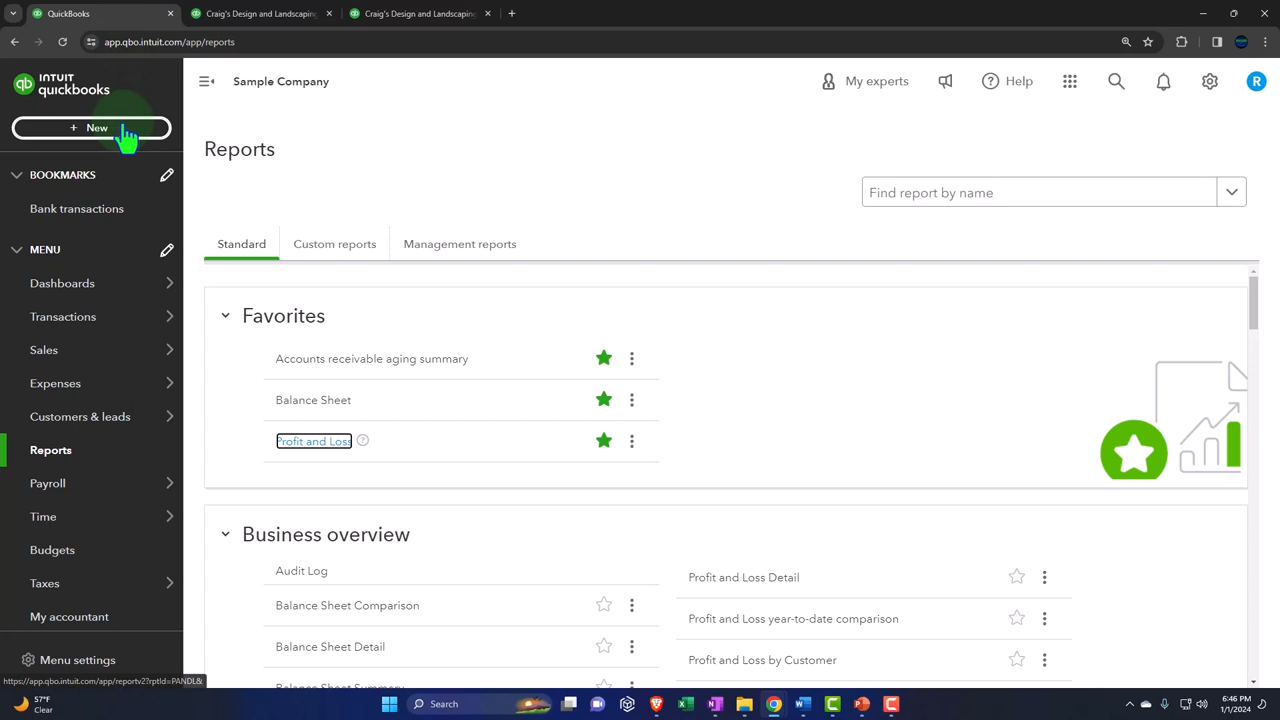 QuickBooks
Craig's Design and Landscaping
Craig's Design and Landscaping
app.qbo.intuit.com/app/reports
INTUIT
quickbooks
Sample Company
My experts
Help
R
+ New
Reports
BOOKMARKS
Find report by name
Bank transactions
Standard
Custom reports
Management reports
MENU
Dashboards
Transactions
Sales
Expenses
Customers & leads
Reports
Payroll
Time
Budgets
Taxes
My accountant
Menu settings
Favorites
Accounts receivable aging summary
Balance Sheet
Profit and Loss
Business overview
Audit Log
Balance Sheet Comparison
Balance Sheet Detail
Balance Sheet Summary
Profit and Loss Detail
Profit and Loss year-to-date comparison
Profit and Loss by Customer
https://app.qbo.intuit.com/app/reportv2?rptId=PANDL&
57°F
Clear
Search
6:46 PM
1/1/2024